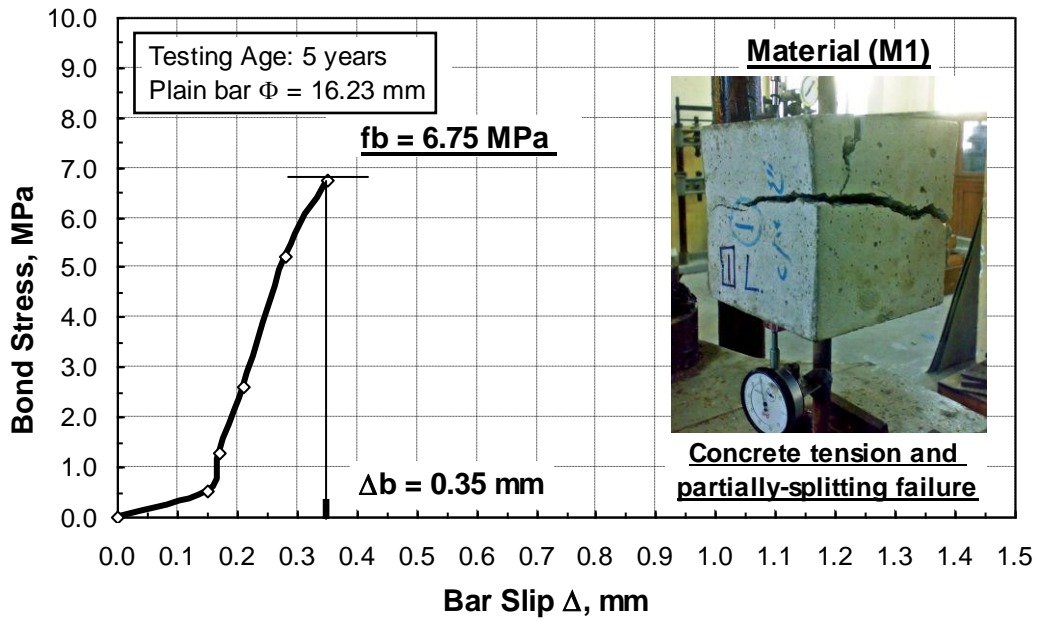 Testing Age: 5 years
Plain bar Φ = 16.23 mm
Material (M1)
fb = 6.75 MPa
Δb = 0.35 mm
Concrete tension and
partially-splitting failure
Bond Stress, MPa
10.0
9.0
8.0
7.0
6.0
5.0
4.0
3.0
2.0
1.0
0.0
0.0 0.1 0.2 0.3 0.4 0.5 0.6 0.7 0.8 0.9 1.0 1.1 1.2 1.3 1.4 1.5
Bar Slip Δ, mm